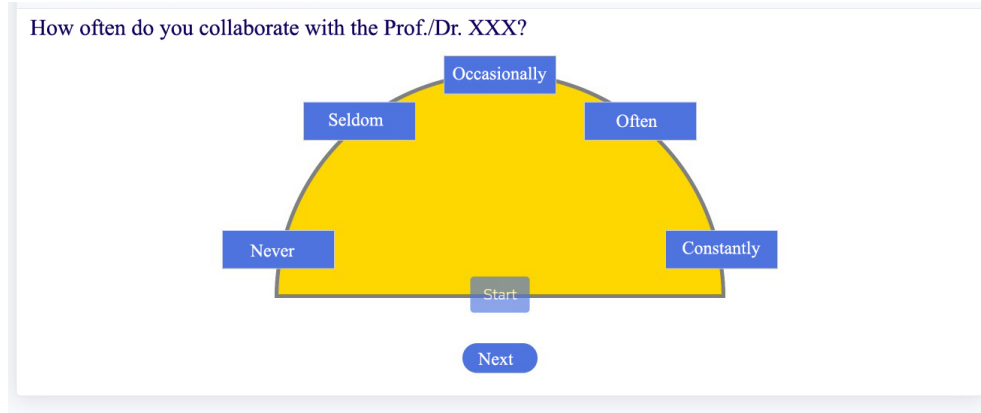 How often do you collaborate with the Prof./Dr. XXX?
Occasionally
Seldom
Often
Never
Constantly
Start
Next